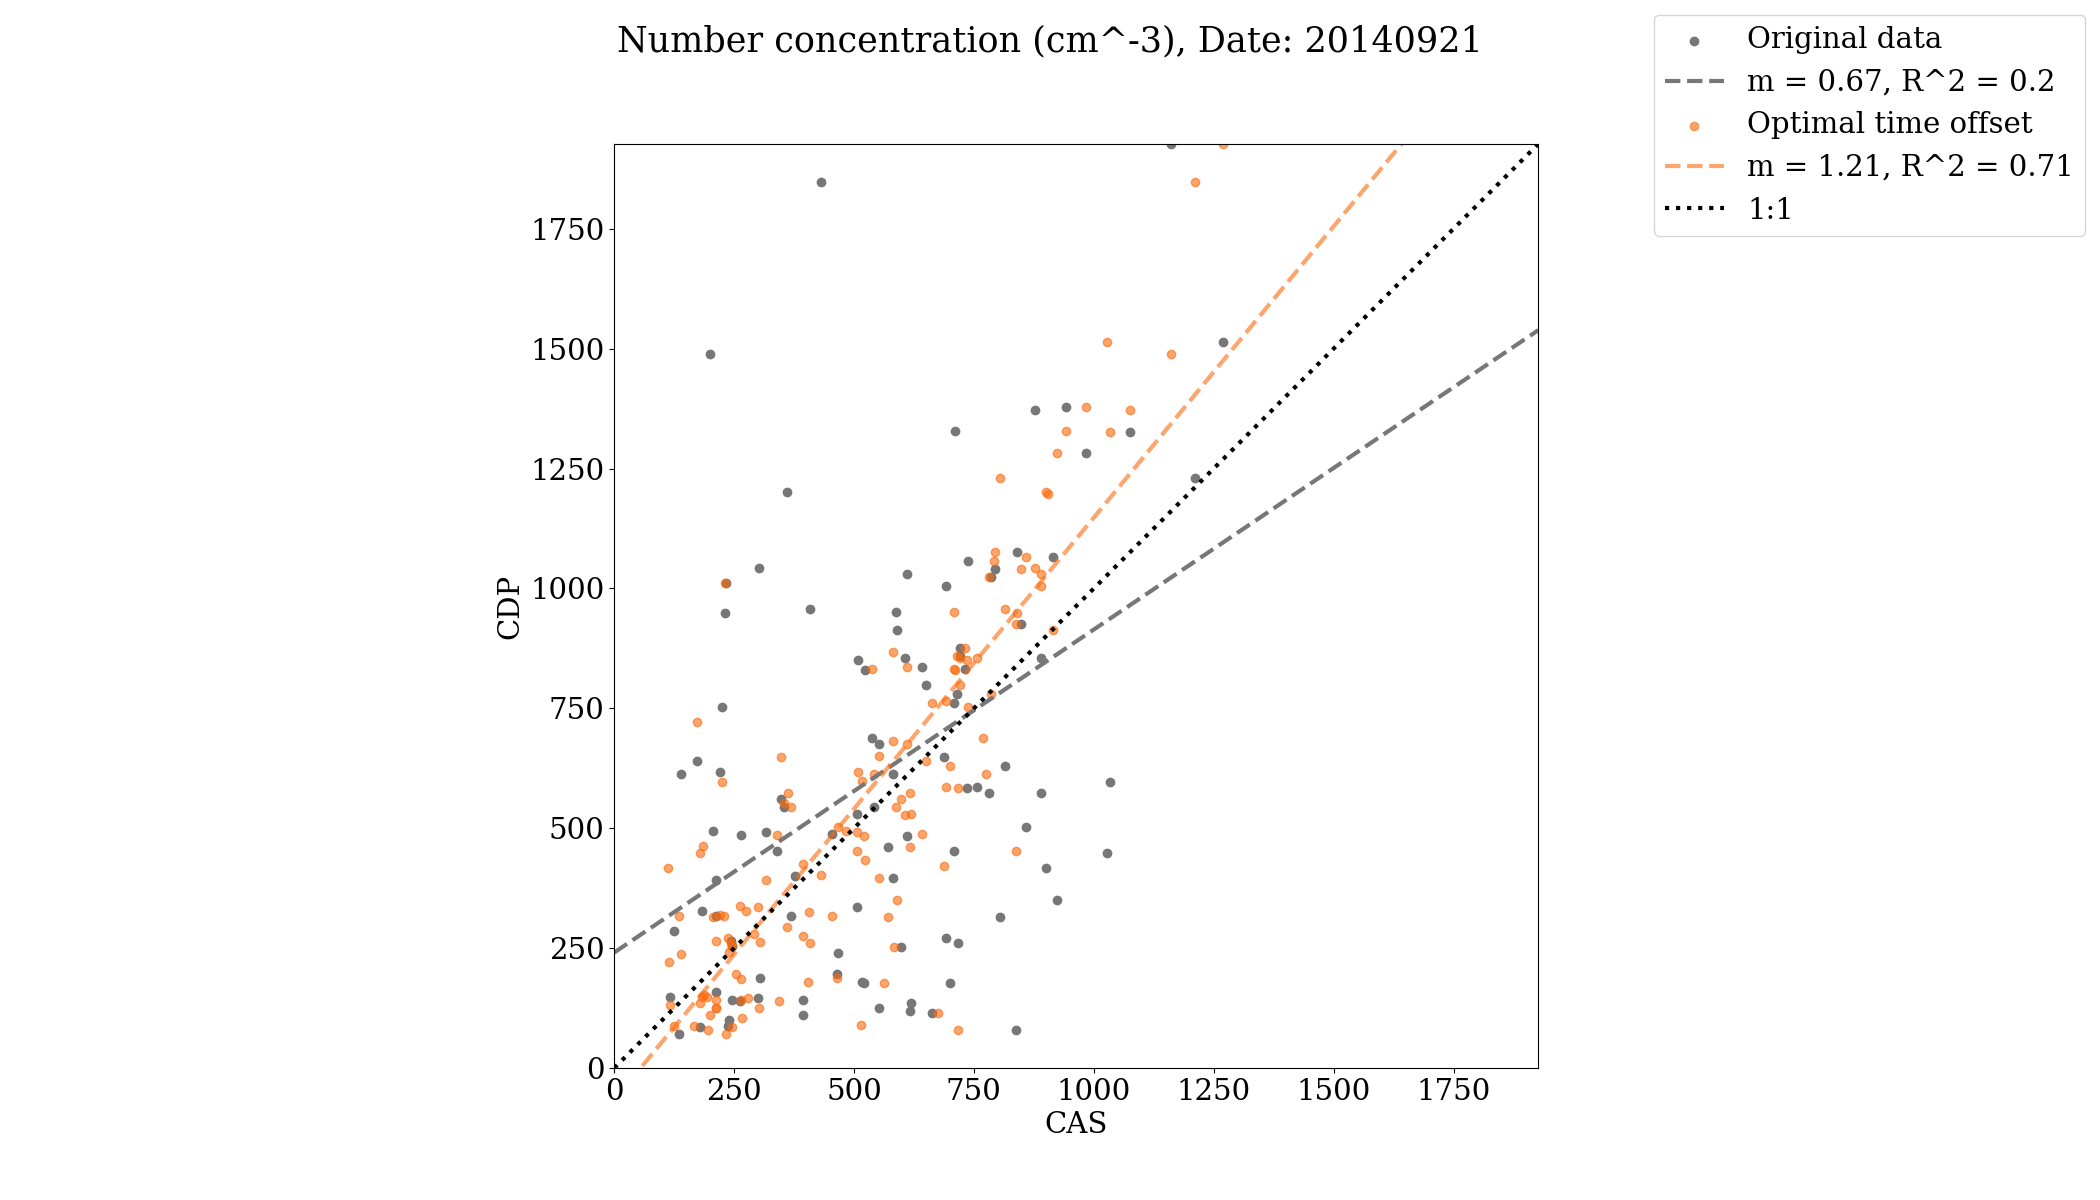 Number concentration (cm^-3), Date: 20140921
Original data
m = 0.67, R^2 = 0.2
Optimal time offset
m = 1.21, R^2 = 0.71
1:1
1750
1500
1250
1000
750
500
250
0
CDP
0 250 500 750 1000 1250 1500 1750
CAS